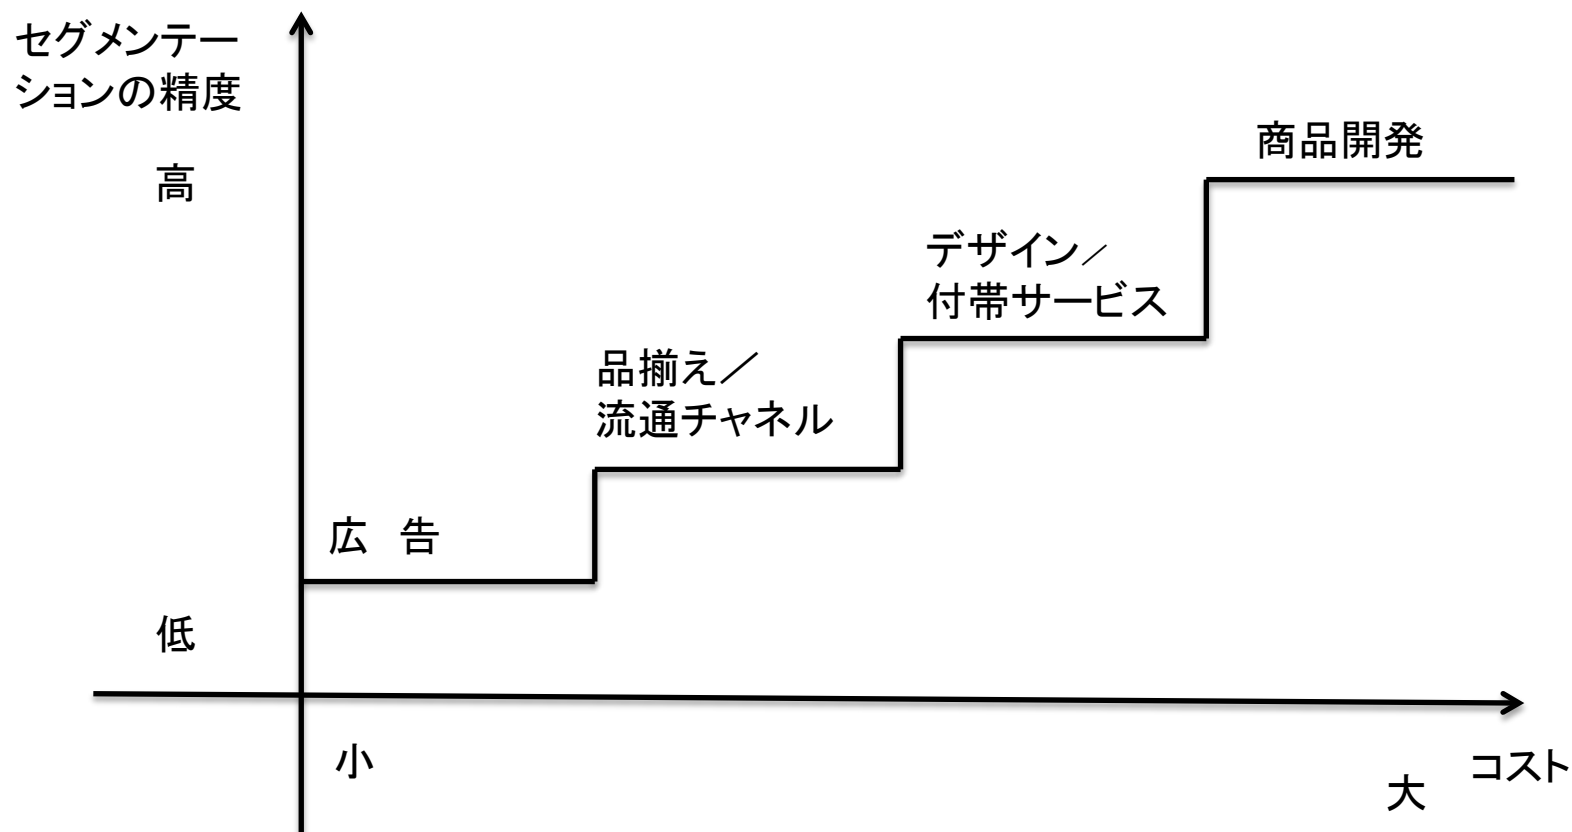 セグメンテー
ションの精度
高
商品開発
デザイン／
付帯サービス
品揃え／
流通チャネル
広　告
低
小
大
コスト